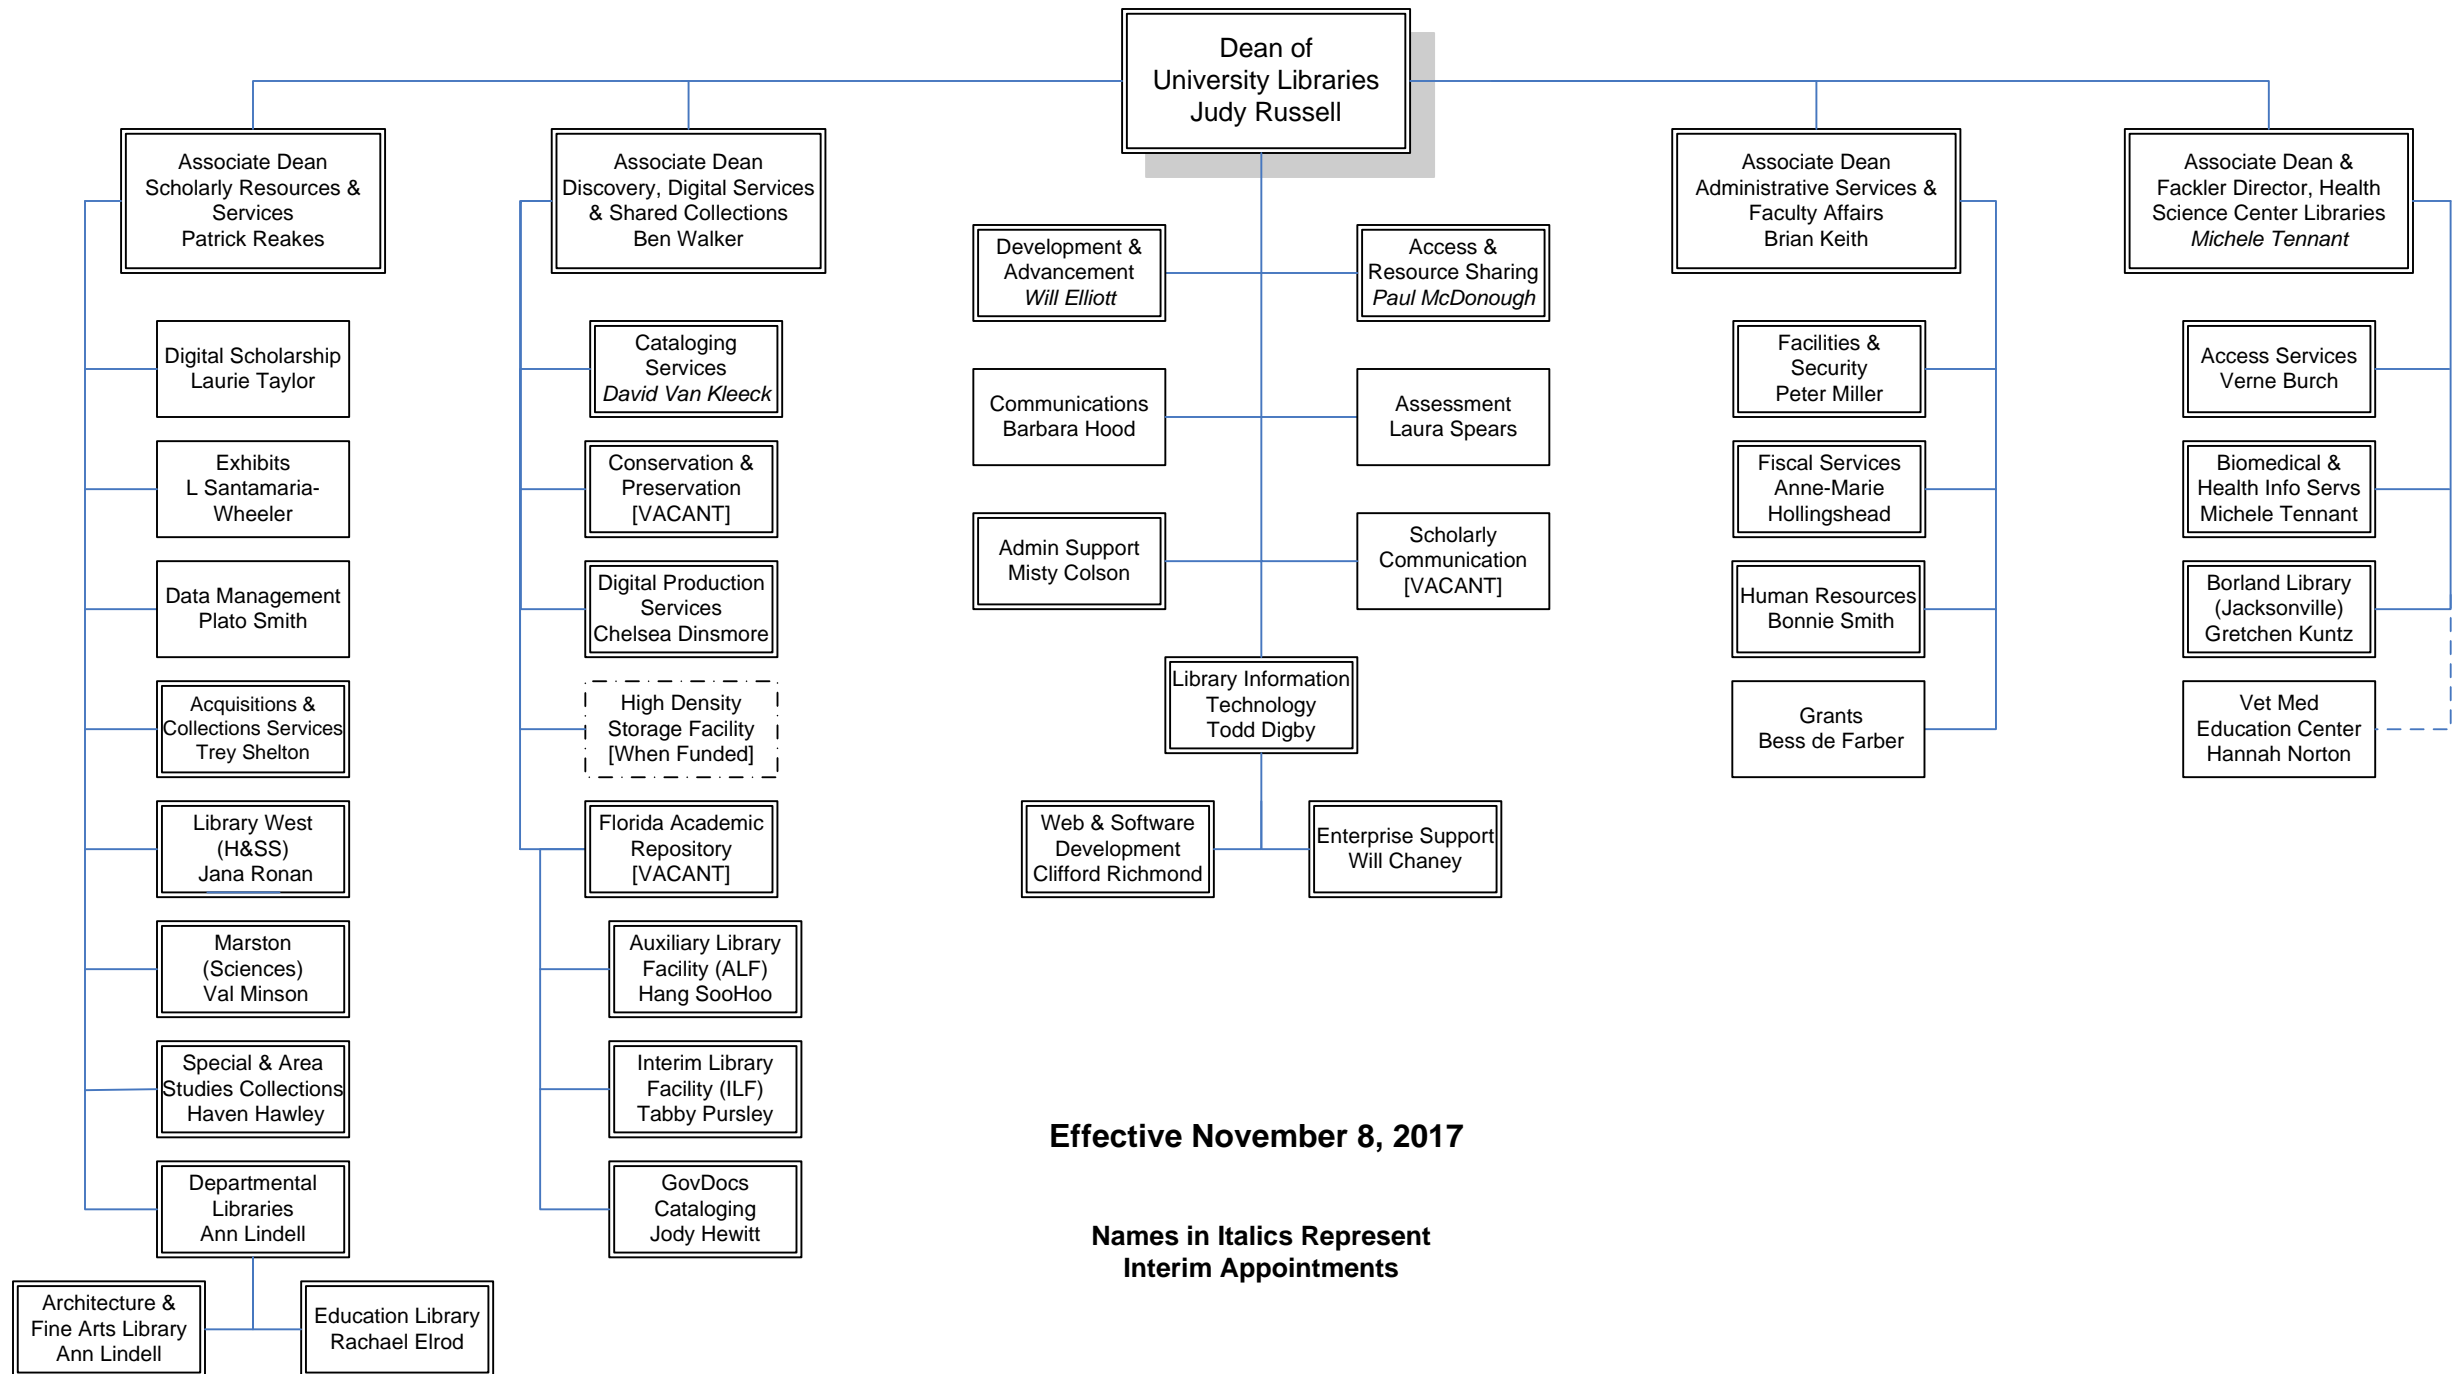 Dean of
University Libraries
Judy Russell
Associate Dean
Scholarly Resources &
Services
Patrick Reakes
Associate Dean
Discovery, Digital Services
& Shared Collections
Ben Walker
Associate Dean
Administrative Services &
Faculty Affairs
Brian Keith
Associate Dean &
Fackler Director, Health
Science Center Libraries
Michele Tennant
Digital Scholarship
Laurie Taylor
Exhibits
L Santamaria-
Wheeler
Data Management
Plato Smith
Acquisitions &
Collections Services
Trey Shelton
Library West
(H&SS)
Jana Ronan
Marston
(Sciences)
Val Minson
Special & Area
Studies Collections
Haven Hawley
Departmental
Libraries
Ann Lindell
Architecture &
Fine Arts Library
Ann Lindell
Education Library
Rachael Elrod
Cataloging
Services
David Van Kleeck
Conservation &
Preservation
[VACANT]
Digital Production
Services
Chelsea Dinsmore
High Density
Storage Facility
[When Funded]
Florida Academic
Repository
[VACANT]
Auxiliary Library
Facility (ALF)
Hang SooHoo
Interim Library
Facility (ILF)
Tabby Pursley
GovDocs
Cataloging
Jody Hewitt
Development &
Advancement
Will Elliott
Access &
Resource Sharing
Paul McDonough
Communications
Barbara Hood
Assessment
Laura Spears
Admin Support
Misty Colson
Scholarly
Communication
[VACANT]
Library Information
Technology
Todd Digby
Web & Software
Development
Clifford Richmond
Enterprise Support
Will Chaney
Facilities &
Security
Peter Miller
Fiscal Services
Anne-Marie
Hollingshead
Human Resources
Bonnie Smith
Grants
Bess de Farber
Access Services
Verne Burch
Biomedical &
Health Info Servs
Michele Tennant
Borland Library
(Jacksonville)
Gretchen Kuntz
Vet Med
Education Center
Hannah Norton
Effective November 8, 2017
Names in Italics Represent
Interim Appointments